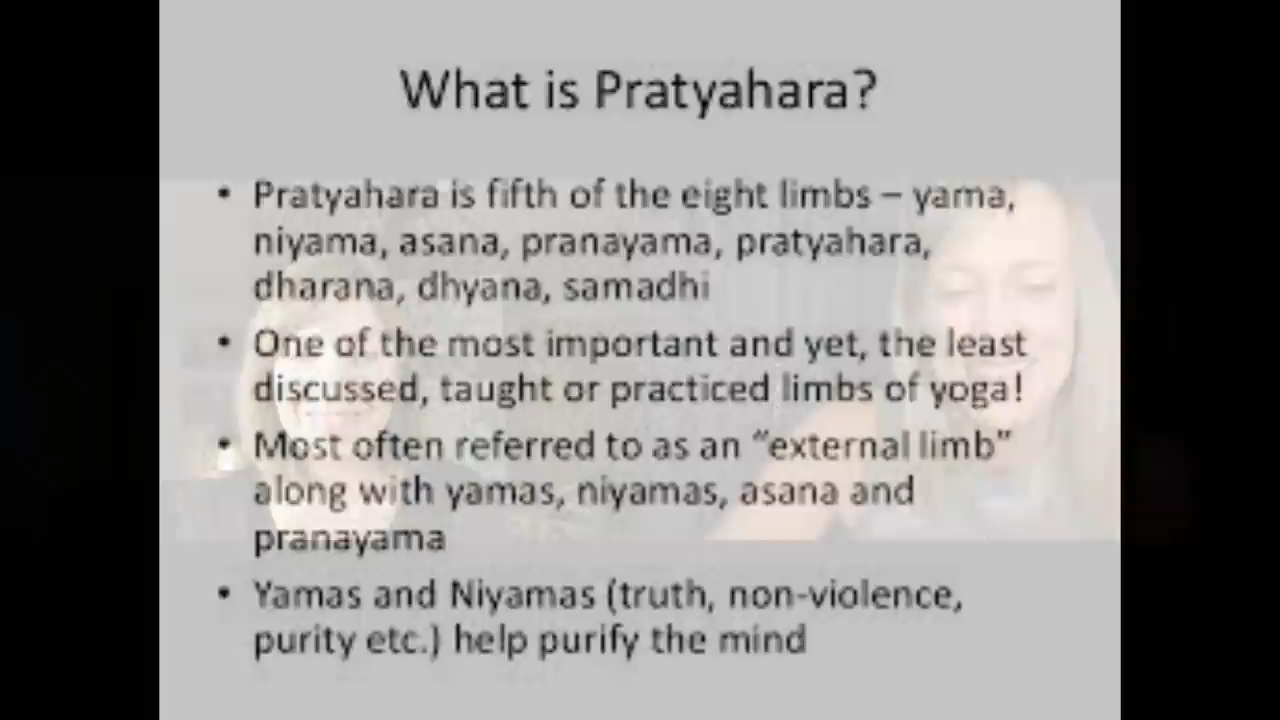 What is Pratyahara?
• Pratyahara is fifth of the eight limbs – yama,
niyama, asana, pranayama, pratyahara,
dharana, dhyana, samadhi
• One of the most important and yet, the least
discussed, taught or practiced limbs of yoga!
• Most often referred to as an “external limb”
along with yamas, niyamas, asana and
pranayama
• Yamas and Niyamas (truth, non-violence,
purity etc.) help purify the mind